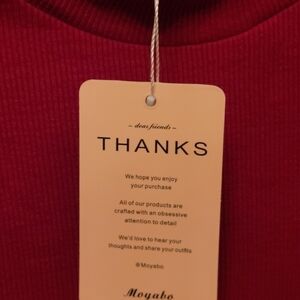 ~ dear friends ~
THANKS
We hope you enjoy
your purchase
All of our products are
crafted with an obsessive
attention to detail
We'd love to hear your
thoughts and share your outfits
@Moyabo
Moyabo